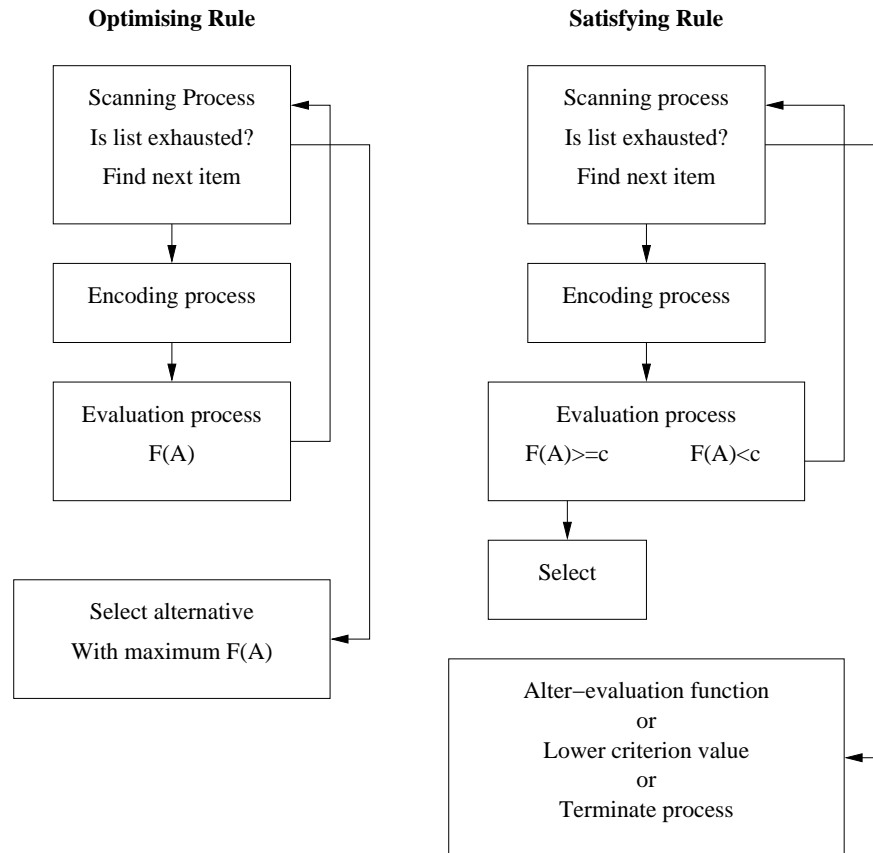 Optimising Rule
Scanning Process
Is list exhausted?
Find next item
Encoding process
Evaluation process
F(A)
Select alternative
With maximum F(A)
Satisfying Rule
Scanning process
Is list exhausted?
Find next item
Encoding process
Evaluation process
F(A)>=c F(A)<c
Select
Alter−evaluation function
or
Lower criterion value
or
Terminate process